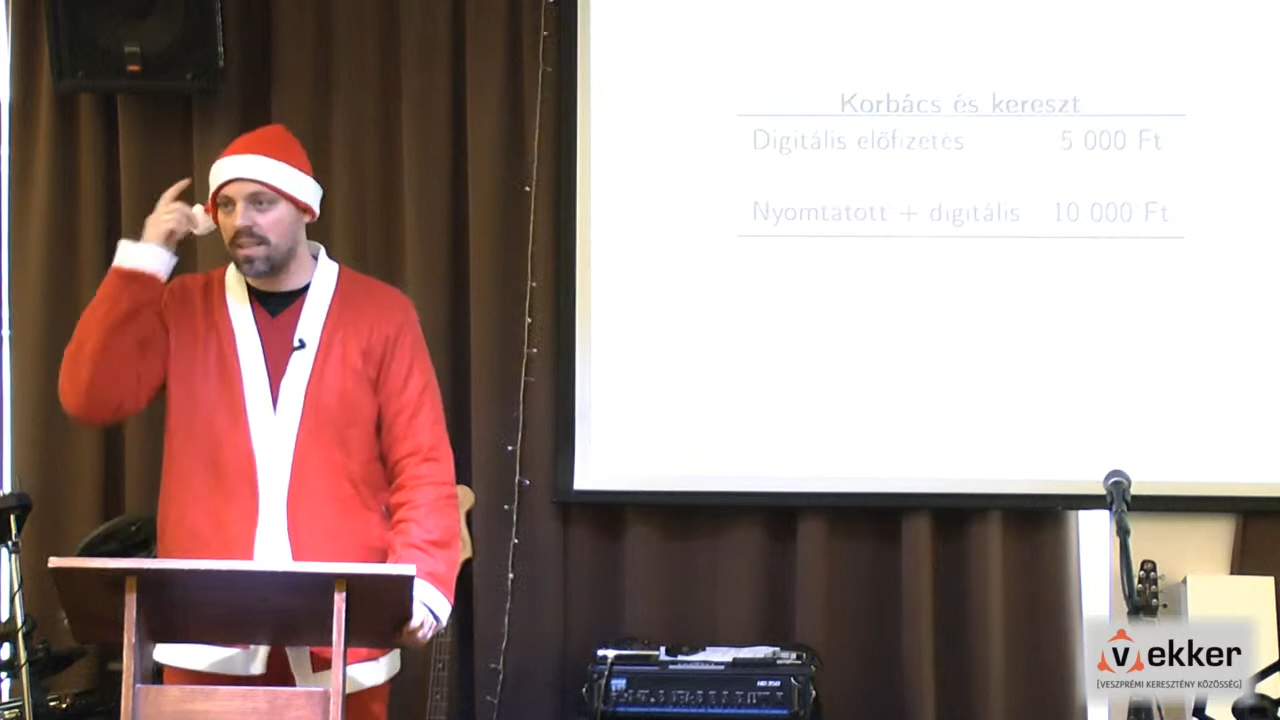 Korbács és kereszt
Digitális előfizetés 5 000 Ft
Nyomtatott + digitális 10 000 Ft
vekker
[VESZPRÉMI KERESZTÉNY KÖZÖSSÉG]